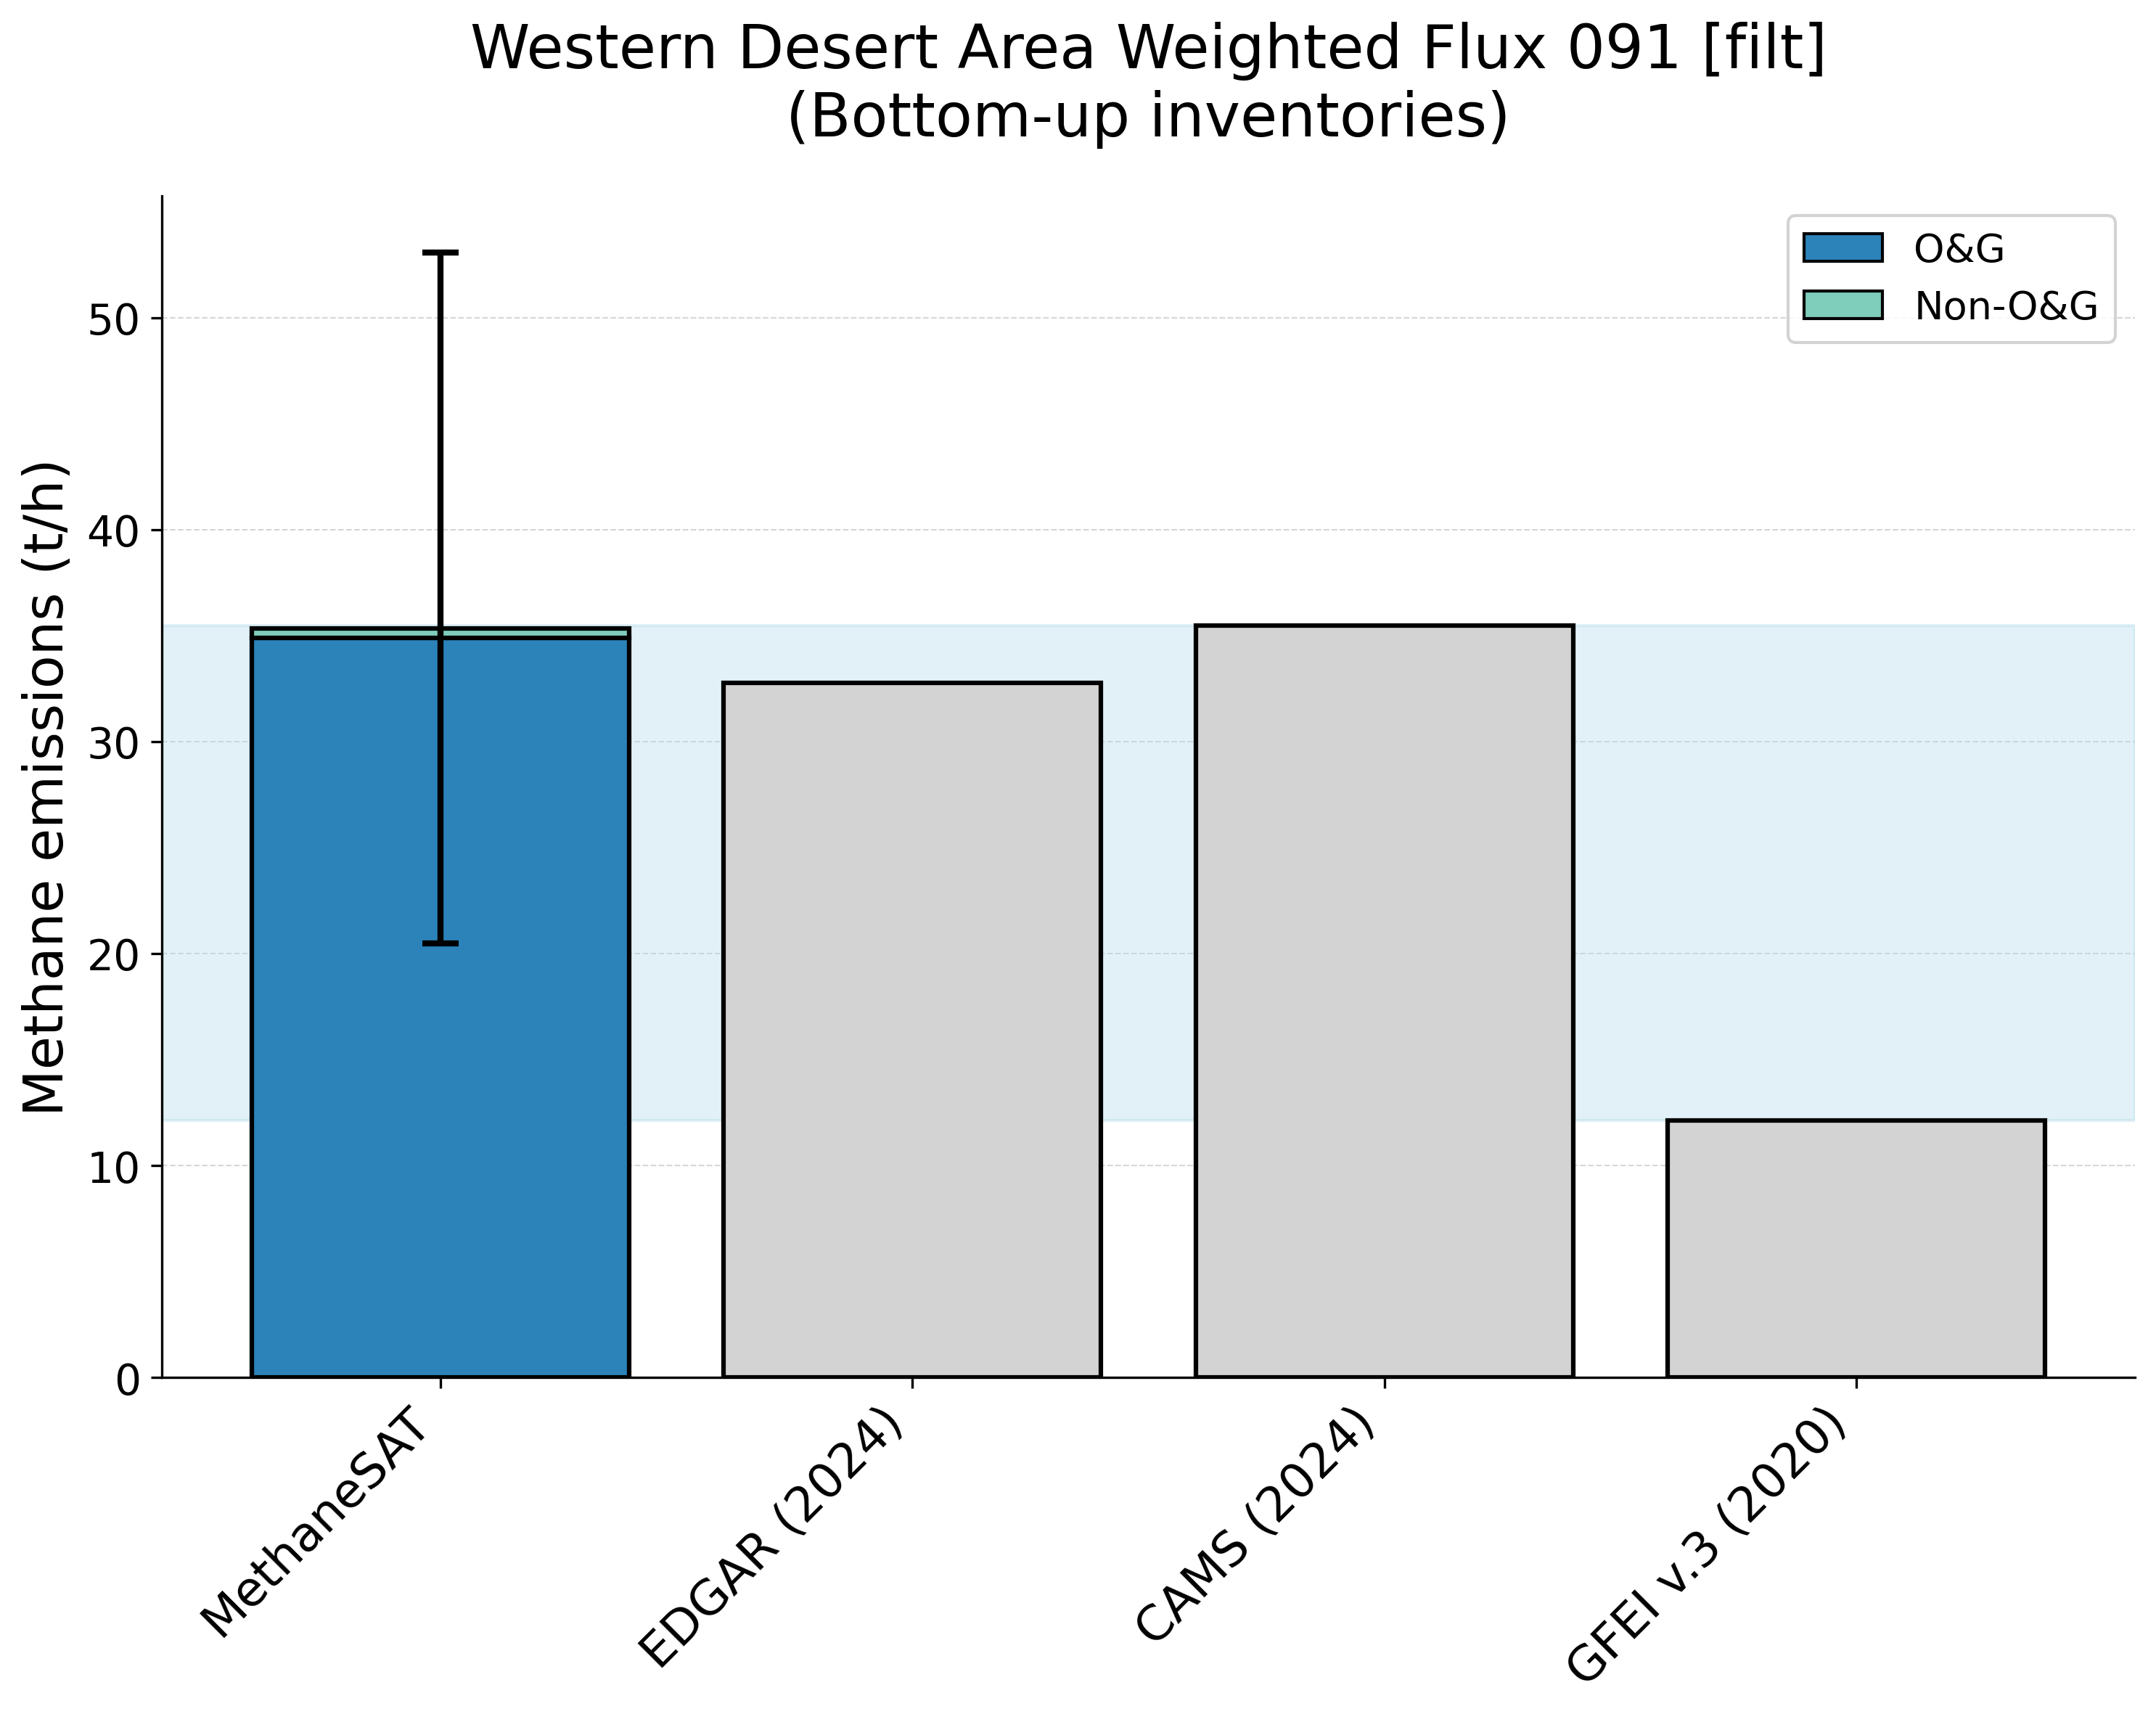 Western Desert Area Weighted Flux 091 [filt]
(Bottom-up inventories)
O&G
Non-O&G
Methane emissions (t/h)
50
40
30
20
10
0
MethaneSAT
EDGAR (2024)
CAMS (2024)
GFEI v.3 (2020)